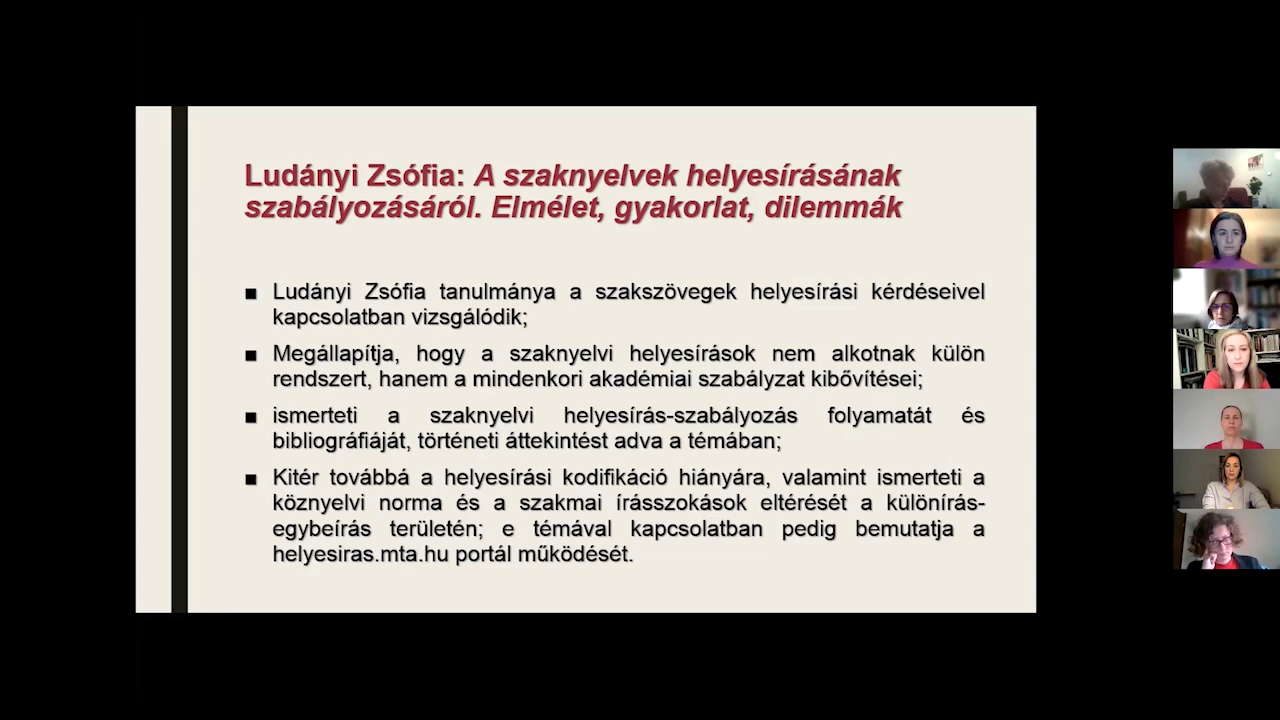 Ludányi Zsófia: A szaknyelvek helyesírásának
szabályozásáról. Elmélet, gyakorlat, dilemmák
■ Ludányi Zsófia tanulmánya a szakszövegek helyesírási kérdéseivel
kapcsolatban vizsgálódik;
■ Megállapítja, hogy a szaknyelvi helyesírások nem alkotnak külön
rendszert, hanem a mindenkori akadémiai szabályzat kibővítései;
■ ismerteti a szaknyelvi helyesírás-szabályozás folyamatát és
bibliográfiáját, történeti áttekintést adva a témában;
■ Kitér továbbá a helyesírási kodifikáció hiányára, valamint ismerteti a
köznyelvi norma és a szakmai írásszokások eltérését a különírás-
egybeírás területén; e témával kapcsolatban pedig bemutatja a
helyesiras.mta.hu portál működését.